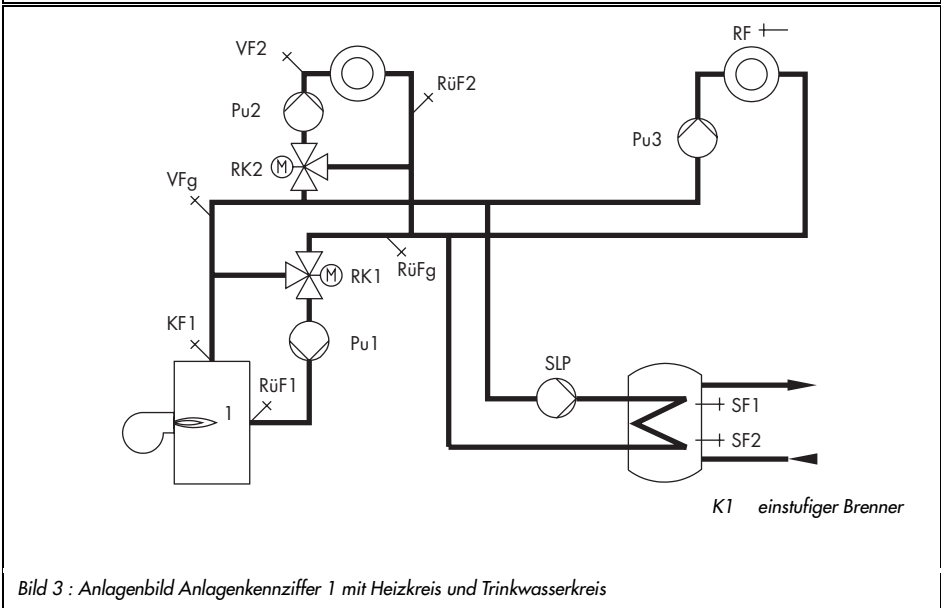 RF
VF2
RüF2
Pu2
Pu3
RK2
M
VFg
RüFg
M
RK1
KF1
Pu1
RüF1
SLP
1
SF1
SF2
K1 einstufiger Brenner
Bild 3 : Anlagenbild Anlagenkennziffer 1 mit Heizkreis und Trinkwasserkreis